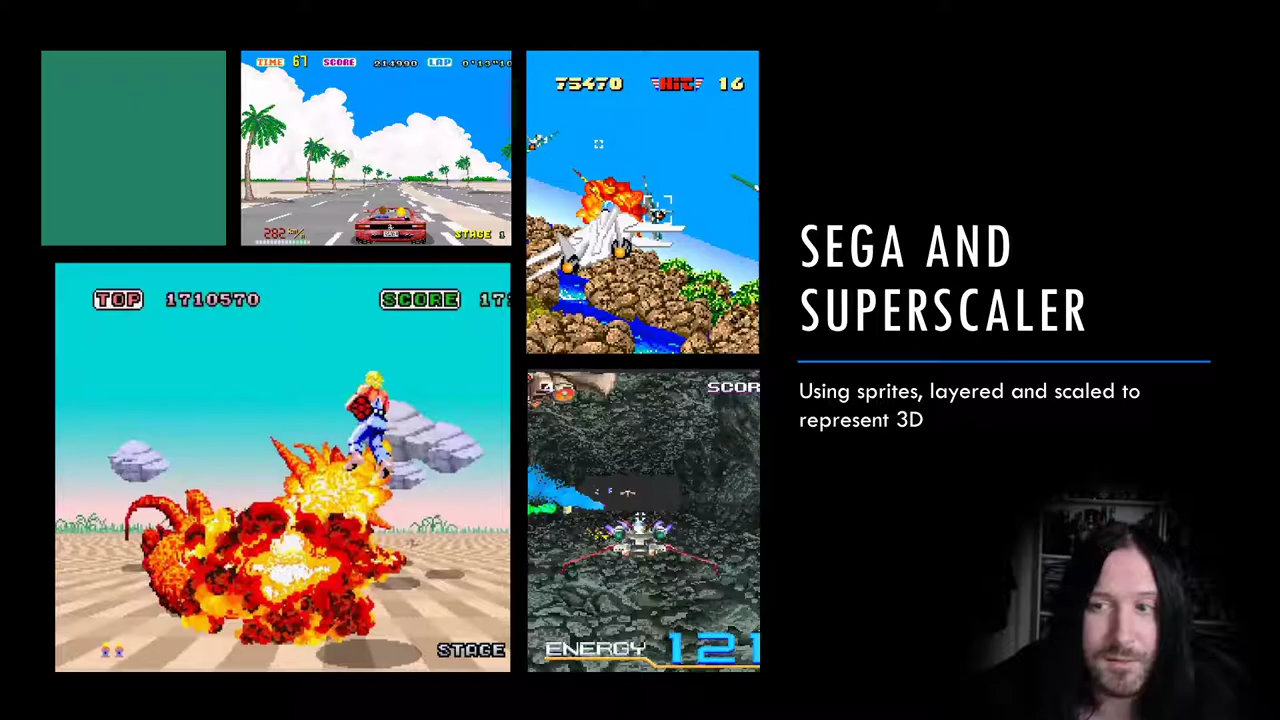 TIME 67 SCORE 214990 LAP 0'13"10
282 km/h
STAGE 1
75470 HIT 16
SEGA AND
SUPERSCALER
Using sprites, layered and scaled to
represent 3D
TOP 1710570 SCORE 171
STAGE
SCOR
ENERGY 121